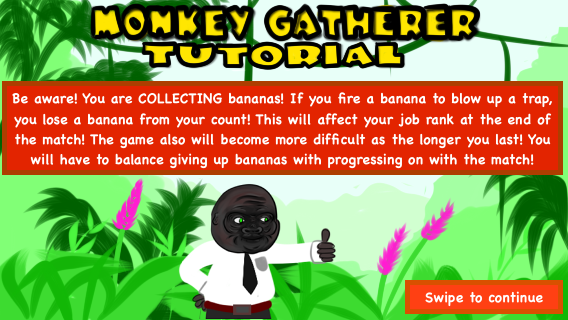 MONKEY GATHERER
TUTORIAL
Be aware! You are COLLECTING bananas! If you fire a banana to blow up a trap,
you lose a banana from your count! This will affect your job rank at the end of
the match! The game also will become more difficult as the longer you last! You
will have to balance giving up bananas with progressing on with the match!
Swipe to continue